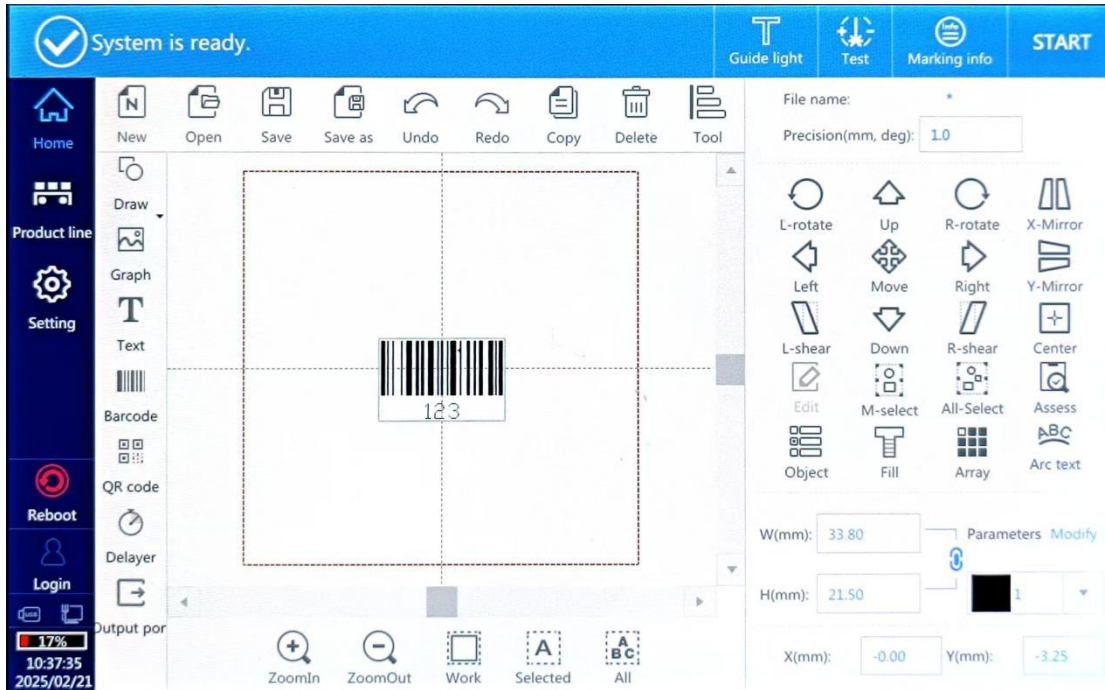 System is ready.
Guide light
Test
Marking info
START
Home
Product line
Setting
Reboot
Login
USB
17%
10:37:35
2025/02/21
New
Open
Save
Save as
Undo
Redo
Copy
Delete
Tool
Draw
Graph
Text
Barcode
QR code
Delayer
Output por
123
ZoomIn
ZoomOut
Work
Selected
All
File name: *
Precision(mm, deg): 1.0
L-rotate
Up
R-rotate
X-Mirror
Left
Move
Right
Y-Mirror
L-shear
Down
R-shear
Center
Edit
M-select
All-Select
Assess
Object
Fill
Array
ABC
Arc text
W(mm): 33.80
Parameters Modify
H(mm): 21.50
1
X(mm): -0.00 Y(mm): -3.25